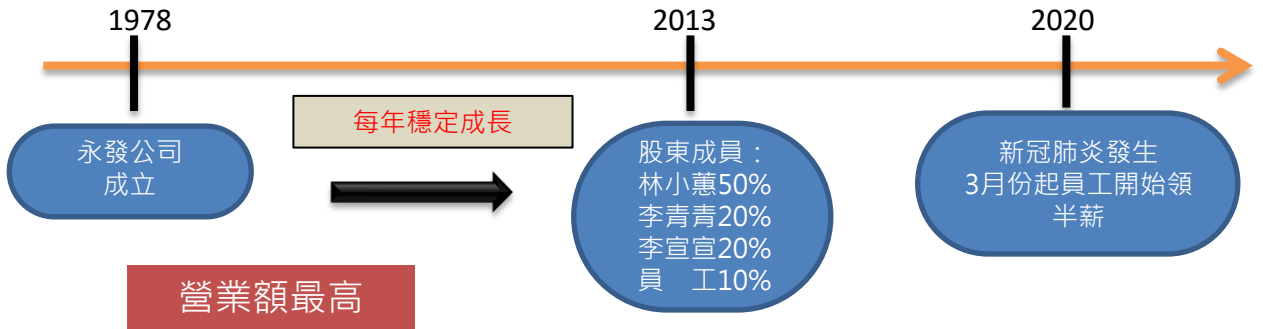 1978
2013
2020
每年穩定成長
永發公司
成立
股東成員：
林小薰50%
李青青20%
李宣宣20%
員　工10%
新冠肺炎發生
3月份起員工開始領
半薪
營業額最高